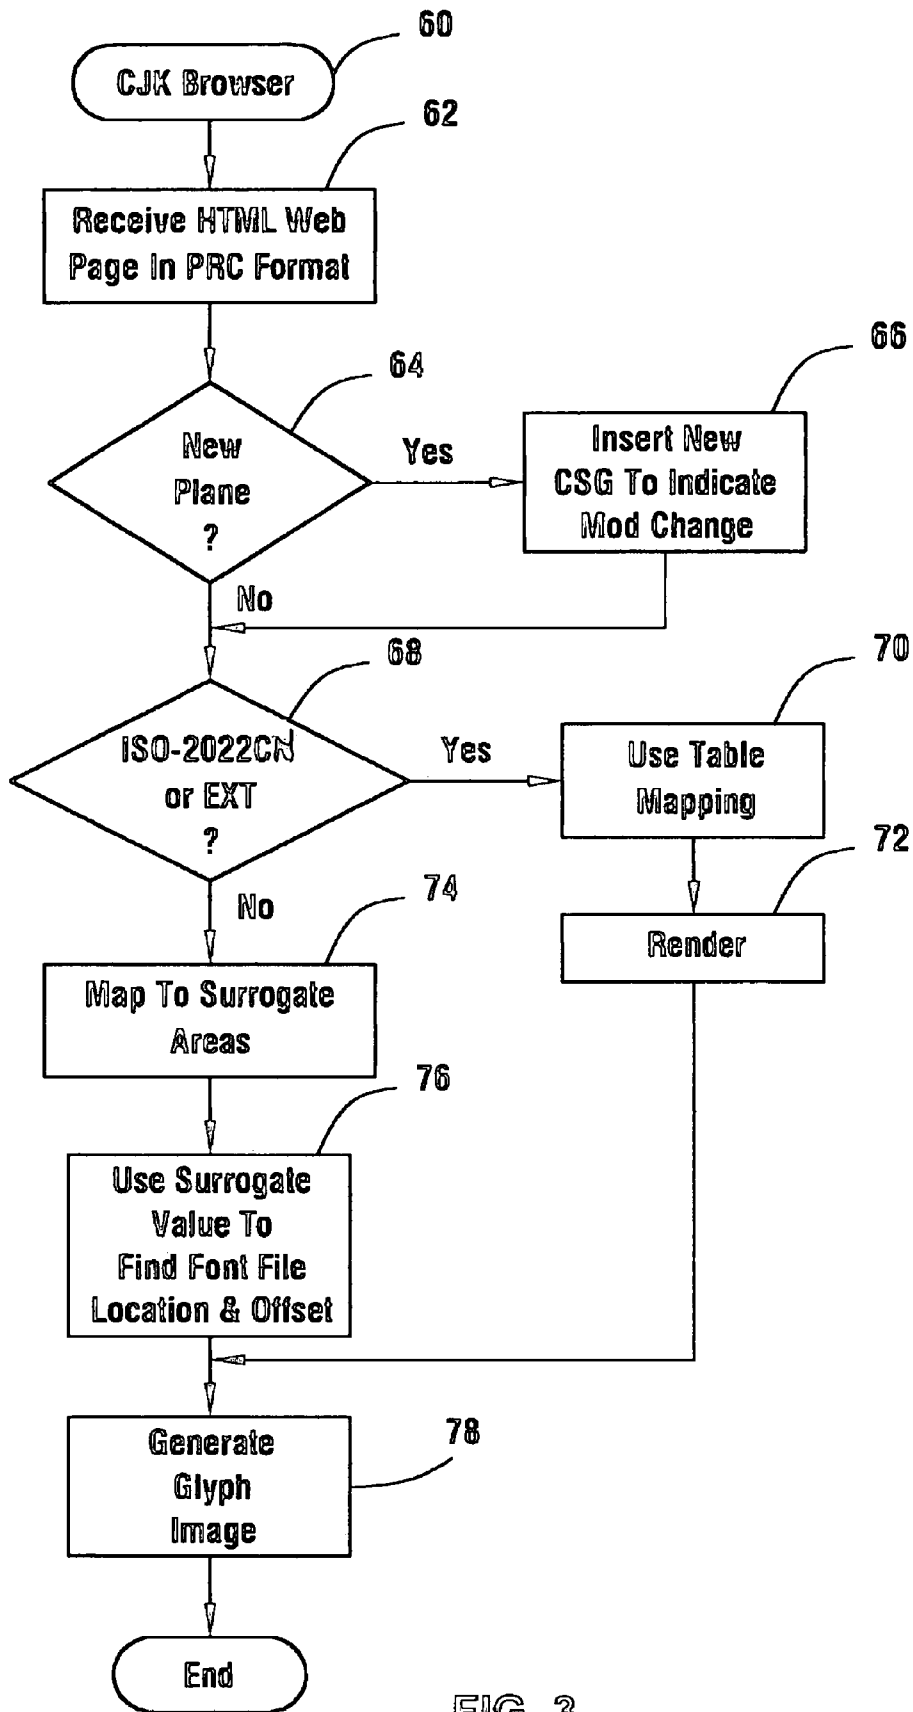 60
CJK Browser
62
Receive HTML Web
Page In PRC Format
64
New
Plane
?
Yes
66
Insert New
CSG To Indicate
Mod Change
No
68
ISO-2022CN
or EXT
?
Yes
70
Use Table
Mapping
72
Render
No
74
Map To Surrogate
Areas
76
Use Surrogate
Value To
Find Font File
Location & Offset
78
Generate
Glyph
Image
End
FIG. 3